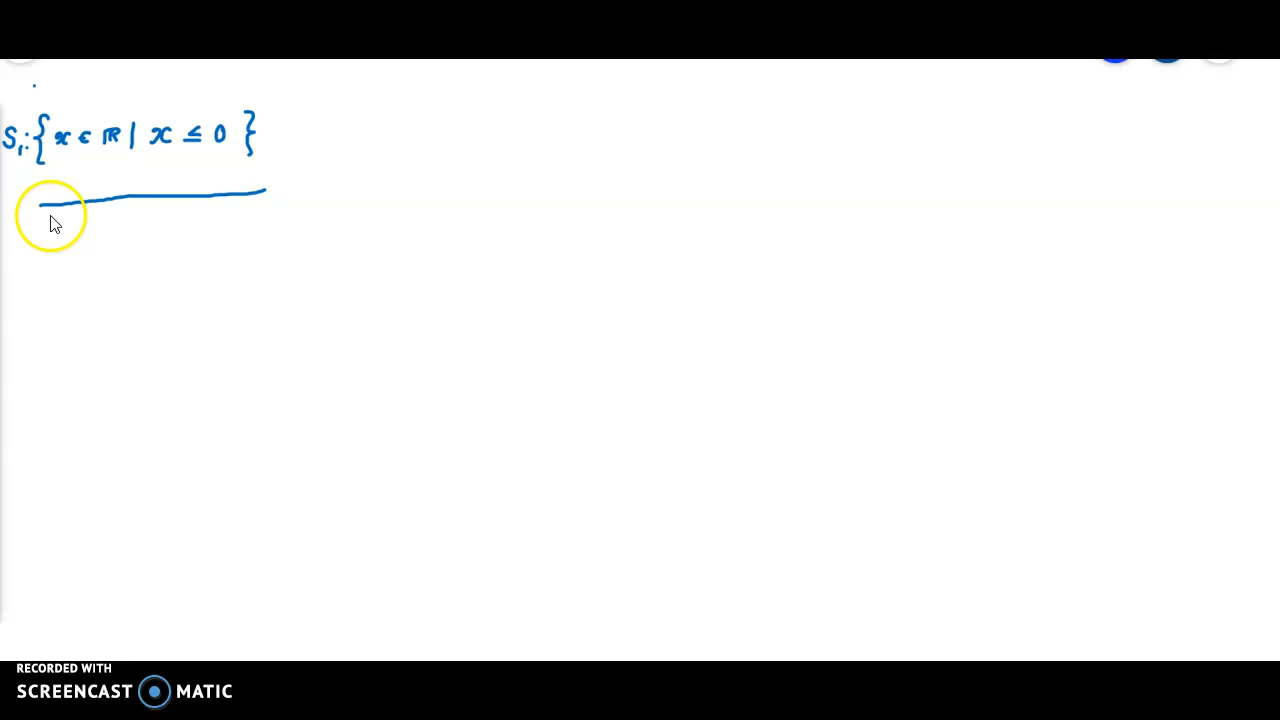 S₁:{x ∈ ℝ | x ≤ 0 }
RECORDED WITH
SCREENCAST MATIC